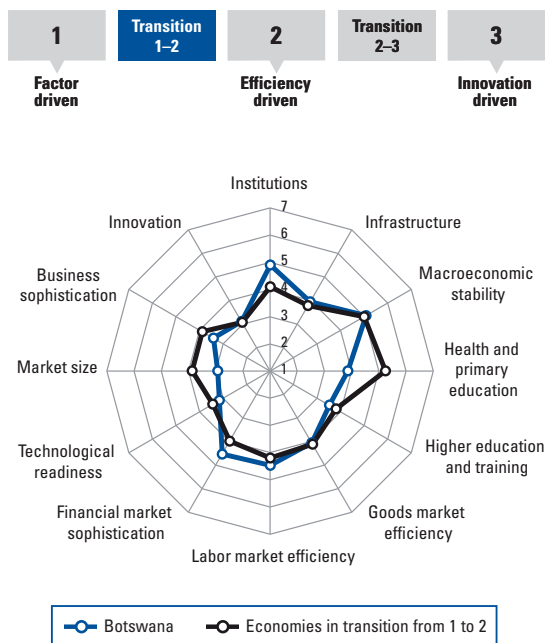 1
Transition
1–2
2
Transition
2–3
3
Factor
driven
Efficiency
driven
Innovation
driven
Institutions
7
Innovation
Infrastructure
6
Business
sophistication
5
Macroeconomic
stability
4
3
Market size
2
1
Health and
primary
education
Technological
readiness
Higher education
and training
Financial market
sophistication
Goods market
efficiency
Labor market efficiency
Botswana
Economies in transition from 1 to 2